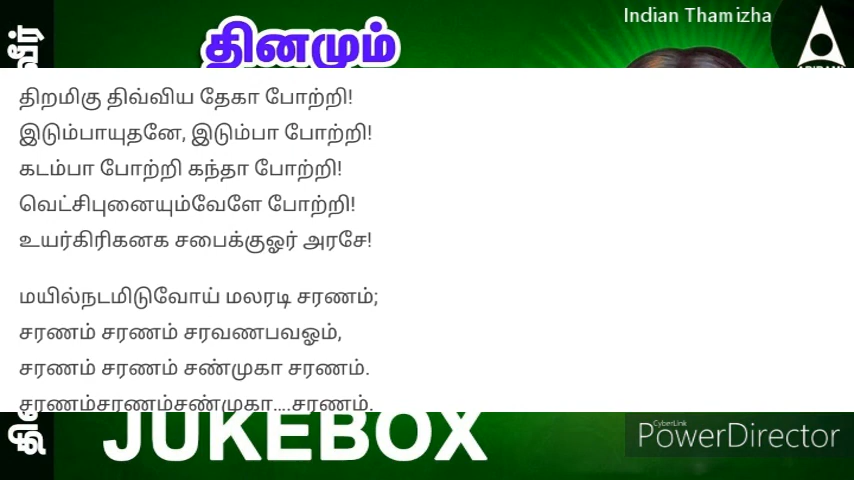 Indian Thamizha
தினமும்
திறமிகு திவ்விய தேகா போற்றி!
இடும்பாயுதனே, இடும்பா போற்றி!
கடம்பா போற்றி கந்தா போற்றி!
வெட்சிபுனையும்வேளே போற்றி!
உயர்கிரிகனக சபைக்குஓர் அரசே!
மயில்நடமிடுவோய் மலரடி சரணம்;
சரணம் சரணம் சரவணபவஓம்,
சரணம் சரணம் சண்முகா சரணம்.
சரணம்சரணம்சண்முகா....சரணம்.
JUKEBOX
CyberLink
PowerDirector